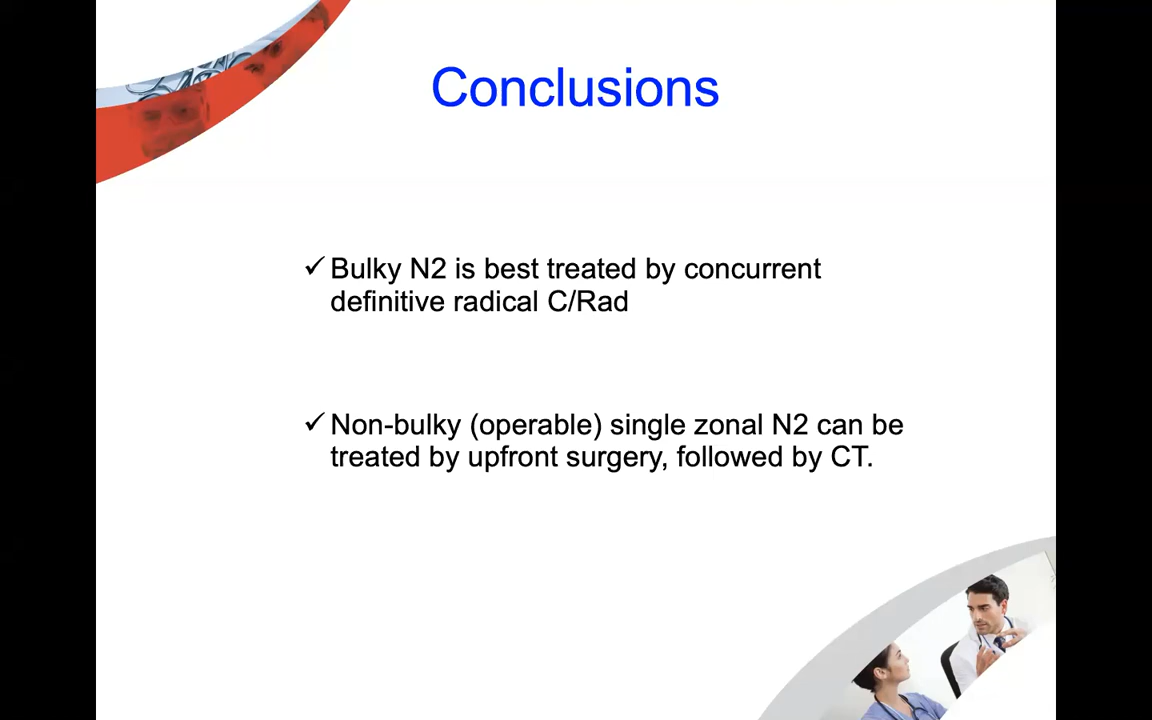 Conclusions
✓Bulky N2 is best treated by concurrent
definitive radical C/Rad
✓Non-bulky (operable) single zonal N2 can be
treated by upfront surgery, followed by CT.